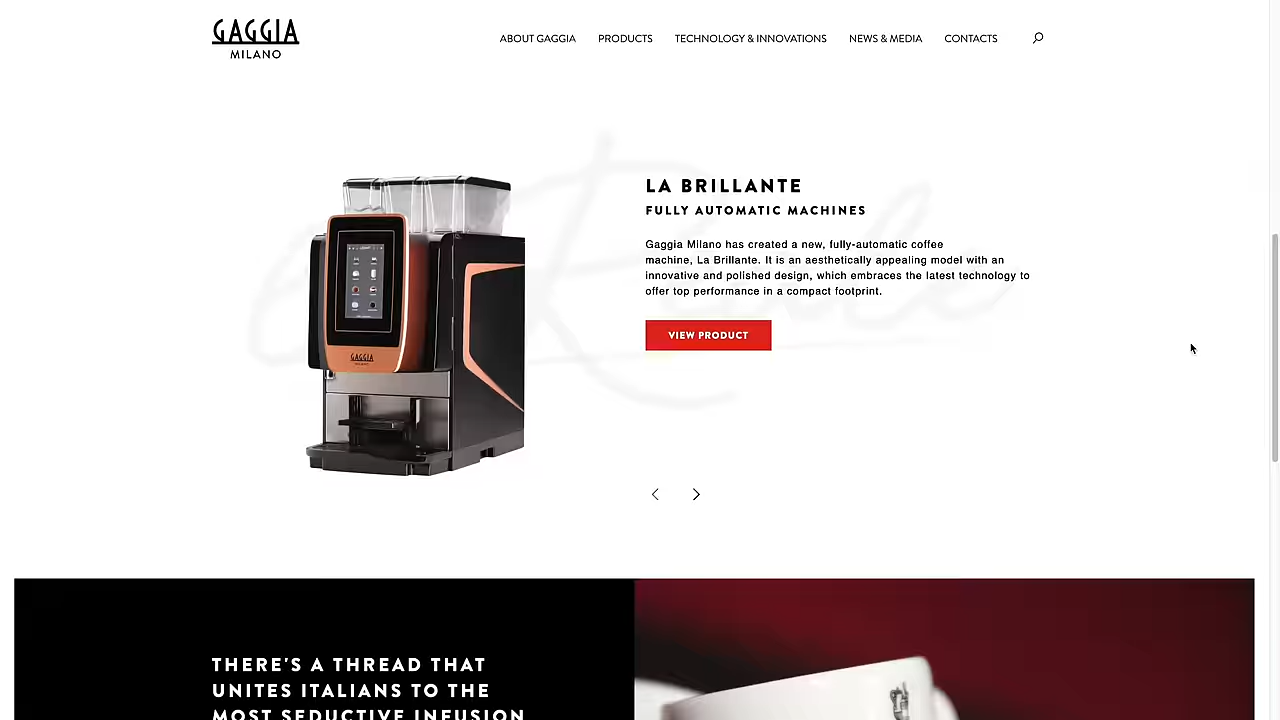 GAGGIA
MILANO
ABOUT GAGGIA
PRODUCTS
TECHNOLOGY & INNOVATIONS
NEWS & MEDIA
CONTACTS
LA BRILLANTE
FULLY AUTOMATIC MACHINES
Gaggia Milano has created a new, fully-automatic coffee
machine, La Brillante. It is an aesthetically appealing model with an
innovative and polished design, which embraces the latest technology to
offer top performance in a compact footprint.
VIEW PRODUCT
GAGGIA
THERE'S A THREAD THAT
UNITES ITALIANS TO THE
MOST SEDUCTIVE INFUSION